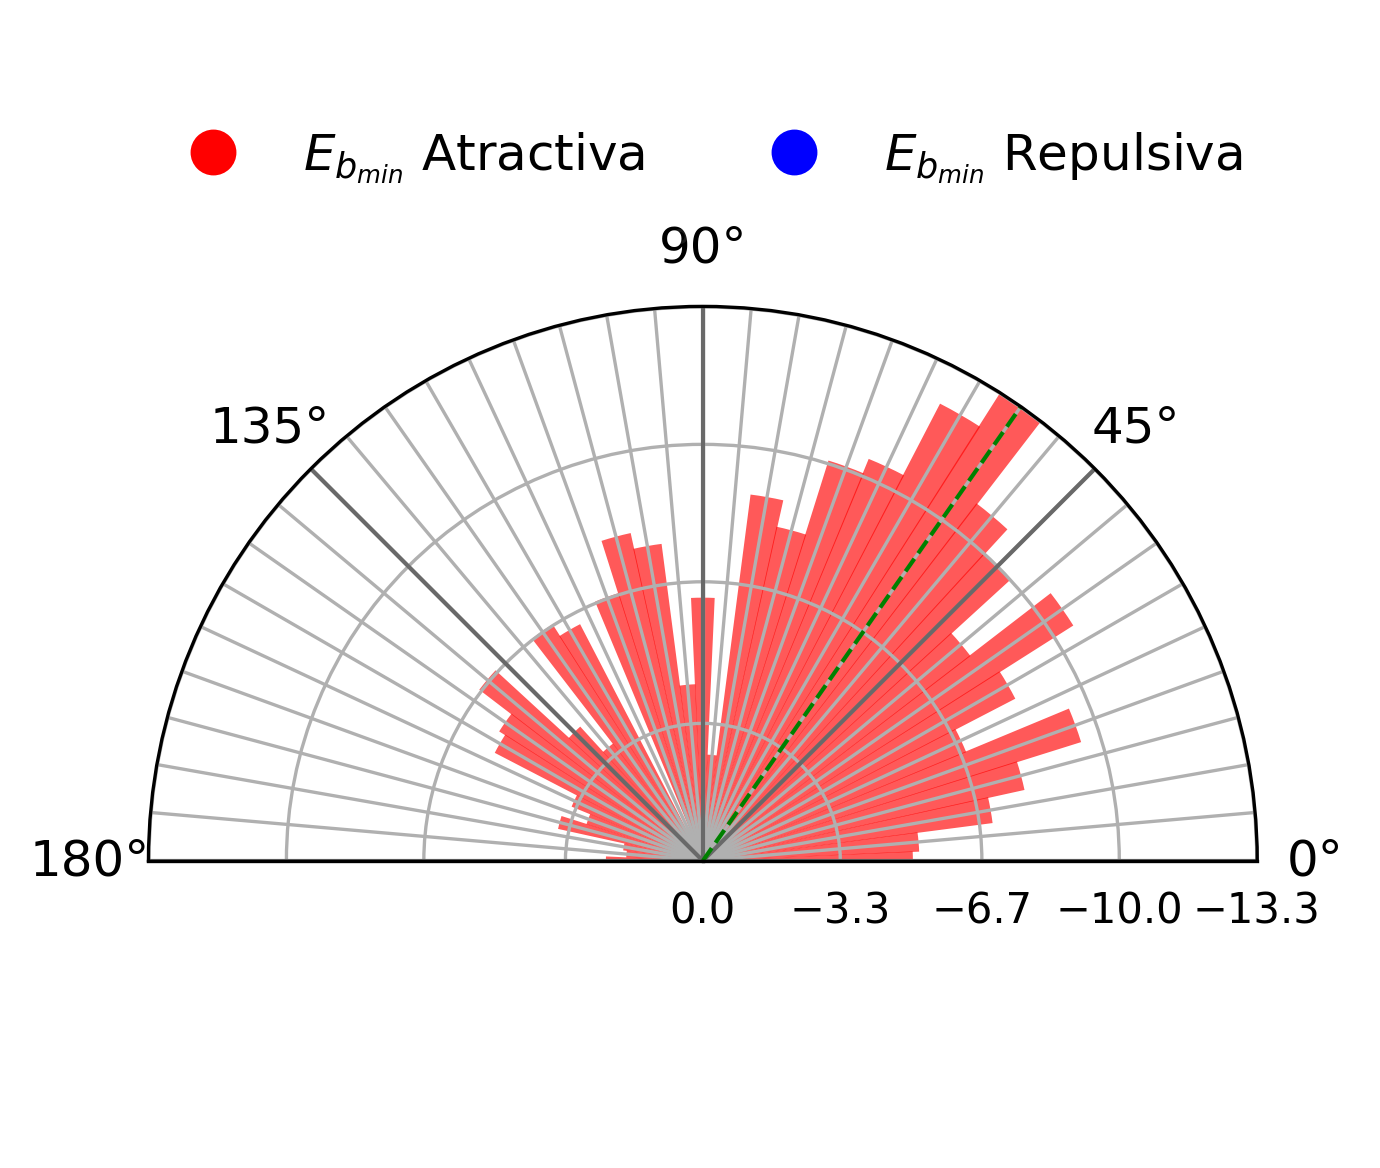 E_{b_{min}} Atractiva E_{b_{min}} Repulsiva
90°
135° 45°
180° 0°
0.0 −3.3 −6.7 −10.0 −13.3